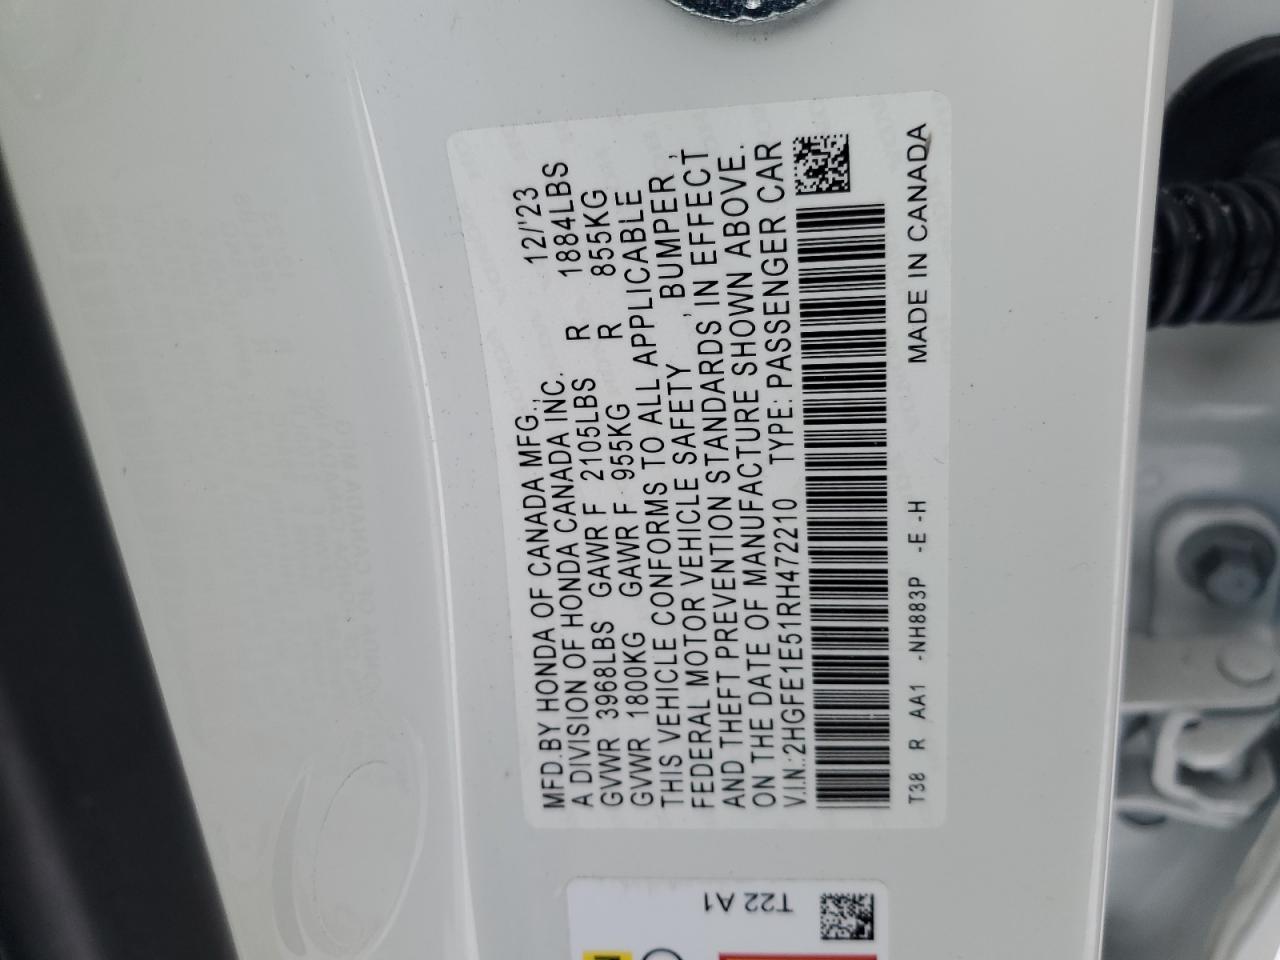 MFD.BY HONDA OF CANADA MFG., 12/'23
A DIVISION OF HONDA CANADA INC.
GVWR 3968LBS GAWR F 2105LBS R 1884LBS
GVWR 1800KG GAWR F 955KG R 855KG
THIS VEHICLE CONFORMS TO ALL APPLICABLE
FEDERAL MOTOR VEHICLE SAFETY , BUMPER ,
AND THEFT PREVENTION STANDARDS IN EFFECT
ON THE DATE OF MANUFACTURE SHOWN ABOVE.
V.I.N.: 2HGFE1E51RH472210 TYPE: PASSENGER CAR
T38 R AA1 -NH883P -E -H MADE IN CANADA
T22 A1